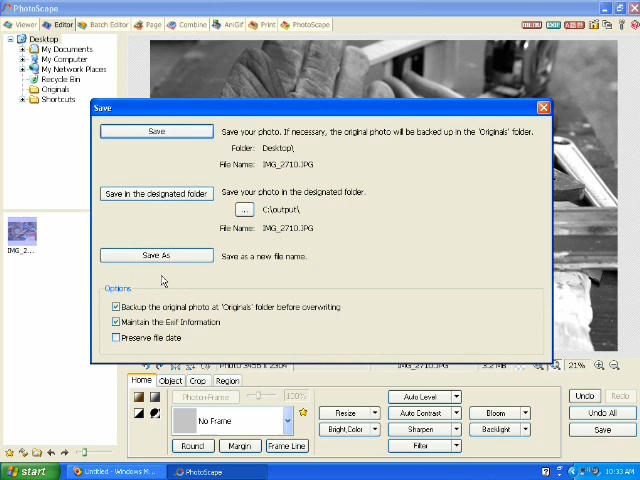 PhotoScape
Viewer Editor Batch Editor Page Combine AniGif Print PhotoScape MENU EXIF
Desktop
My Documents
My Computer
My Network Places
Recycle Bin
Originals
Shortcuts
IMG_2...
Save
Save Save your photo. If necessary, the original photo will be backed up in the 'Originals' folder.
Folder: Desktop\
File Name: IMG_2710.JPG
Save in the designated folder Save your photo in the designated folder.
... C:\output\
File Name: IMG_2710.JPG
Save As Save as a new file name.
Options
Backup the original photo at 'Originals' folder before overwriting
Maintain the Exif Information
Preserve file date
21%
Home Object Crop Region
Photo+Frame 100%
No Frame
Round Margin Frame Line
Resize
Bright,Color
Auto Level
Auto Contrast
Sharpen
Filter
Bloom
Backlight
Undo Redo
Undo All
Save
start Untitled - Windows M... PhotoScape 10:33 AM